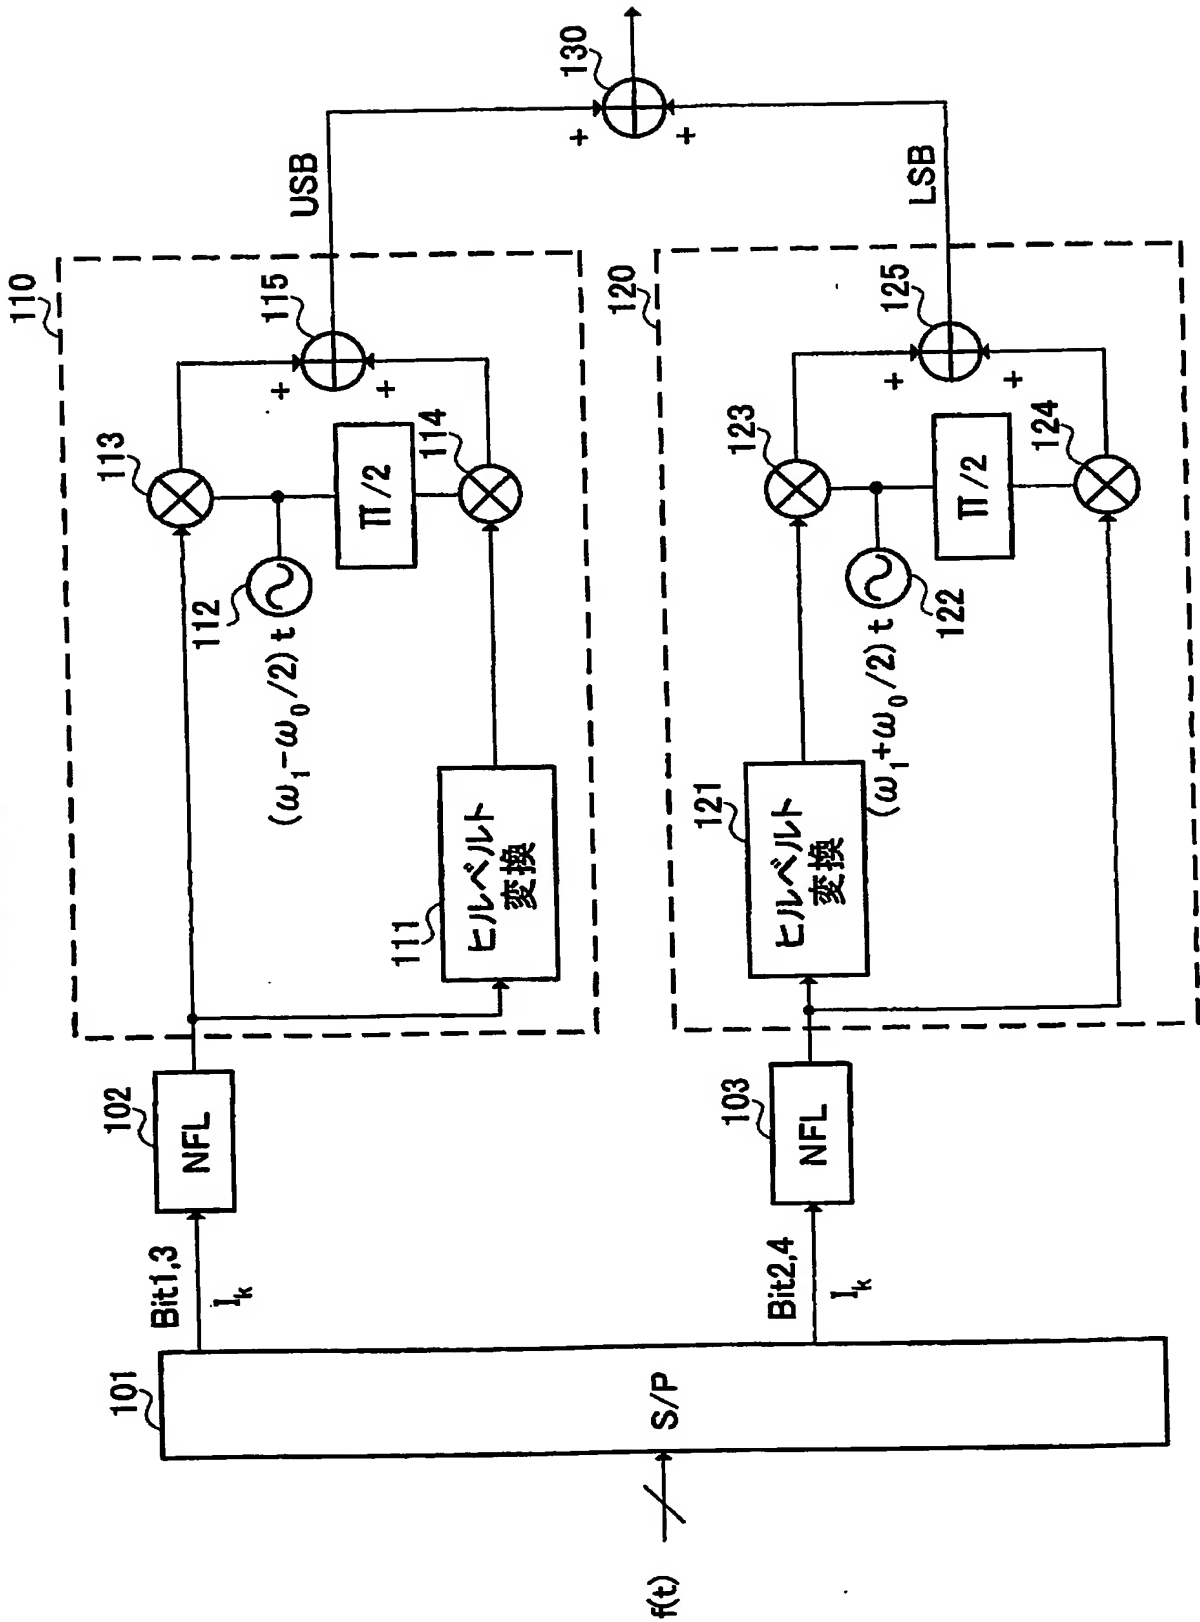 f(t)
101
S/P
Bit1,3
I_k
102
NFL
110
111
ヒルベルト
変換
112
(ω₁-ω₀/2) t
113
Π/2
114
115
+
+
USB
Bit2,4
I_k
103
NFL
120
121
ヒルベルト
変換
(ω₁+ω₀/2) t
122
123
Π/2
124
125
+
+
LSB
130
+
+